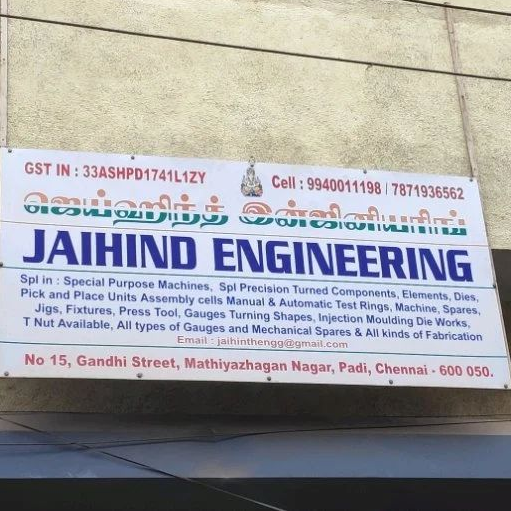 GST IN : 33ASHPD1741L1ZY
Cell : 9940011198 / 7871936562
ஜெய்ஹிந்த் இன்ஜினியரிங்
JAIHIND ENGINEERING
Spl in : Special Purpose Machines, Spl Precision Turned Components, Elements, Dies,
Pick and Place Units Assembly cells Manual & Automatic Test Rings, Machine, Spares,
Jigs, Fixtures, Press Tool, Gauges Turning Shapes, Injection Moulding Die Works,
T Nut Available, All types of Gauges and Mechanical Spares & All kinds of Fabrication
Email : jaihinthengg@gmail.com
No 15, Gandhi Street, Mathiyazhagan Nagar, Padi, Chennai - 600 050.